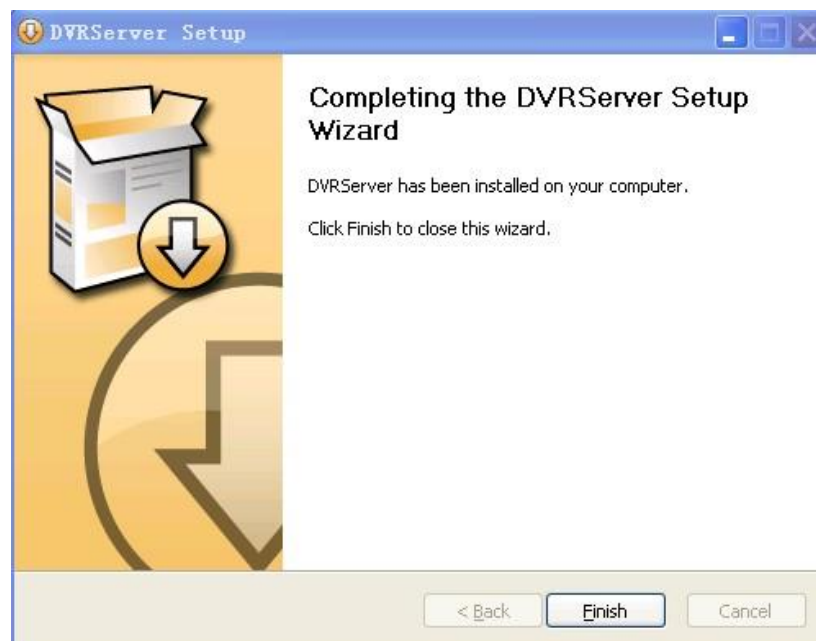 DVRServer Setup
Completing the DVRServer Setup
Wizard
DVRServer has been installed on your computer.
Click Finish to close this wizard.
< Back
Finish
Cancel